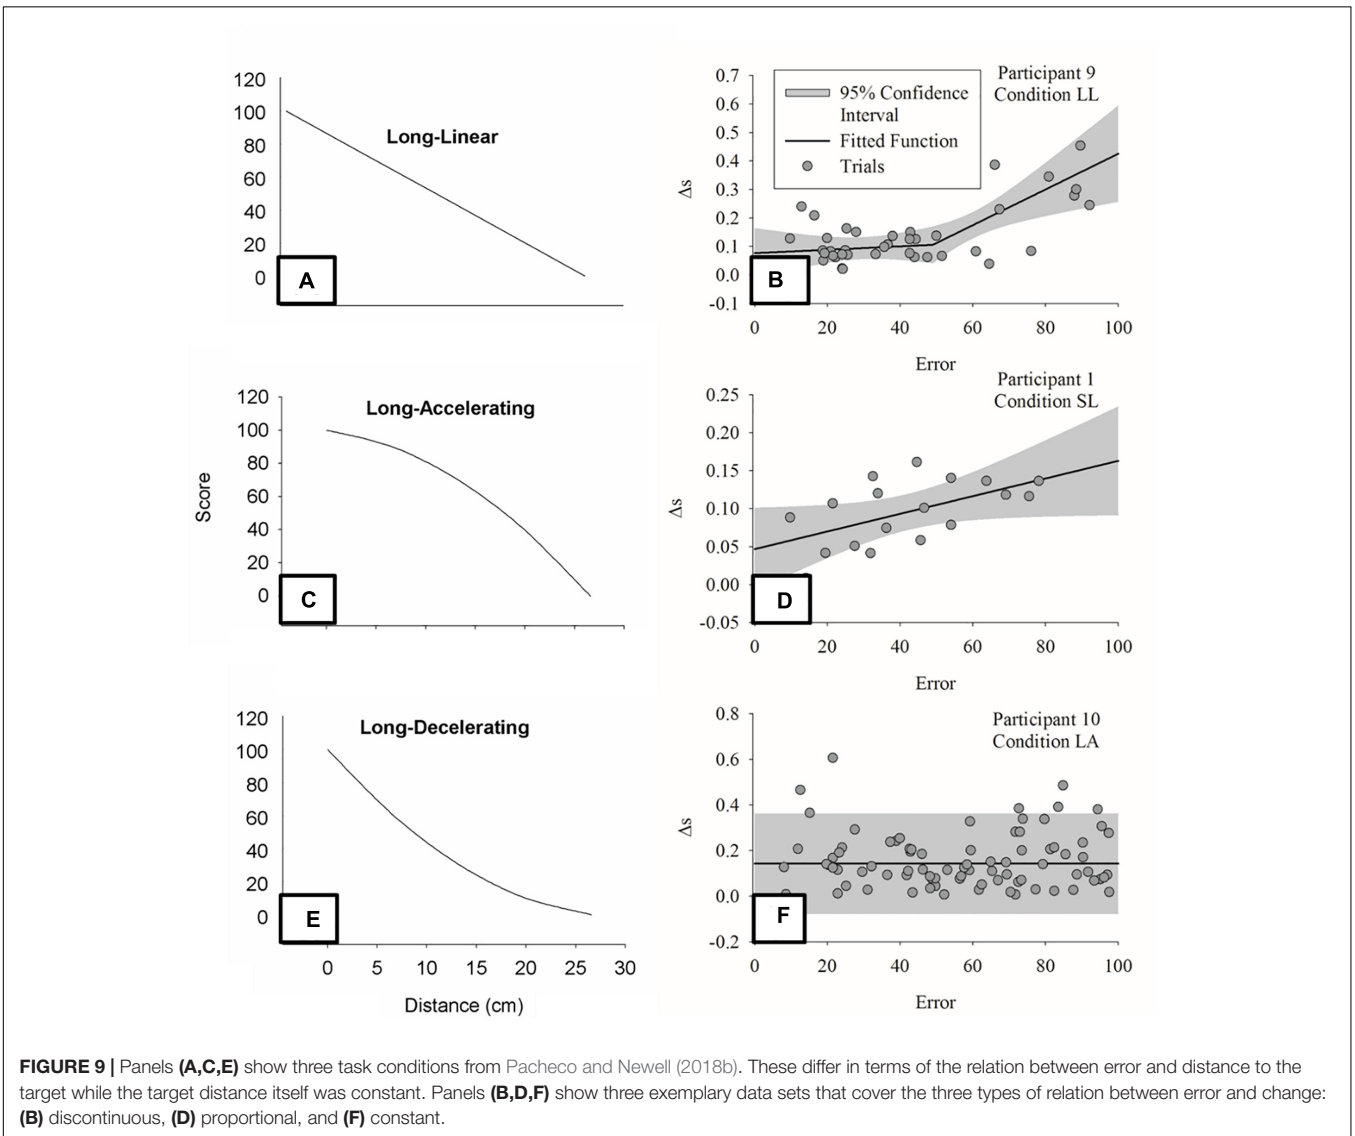 120
100
80
60
40
20
0
Long-Linear
A
0.7
0.6
0.5
0.4
0.3
0.2
0.1
0.0
-0.1
Δs
95% Confidence
Interval
Fitted Function
Trials
Participant 9
Condition LL
B
0 20 40 60 80 100
Error
Score
120
100
80
60
40
20
0
Long-Accelerating
C
0.25
0.20
0.15
0.10
0.05
0.00
-0.05
Δs
Participant 1
Condition SL
D
0 20 40 60 80 100
Error
120
100
80
60
40
20
0
Long-Decelerating
E
0 5 10 15 20 25 30
Distance (cm)
0.8
0.6
0.4
0.2
0.0
-0.2
Δs
Participant 10
Condition LA
F
0 20 40 60 80 100
Error
FIGURE 9 | Panels (A,C,E) show three task conditions from Pacheco and Newell (2018b). These differ in terms of the relation between error and distance to the
target while the target distance itself was constant. Panels (B,D,F) show three exemplary data sets that cover the three types of relation between error and change:
(B) discontinuous, (D) proportional, and (F) constant.